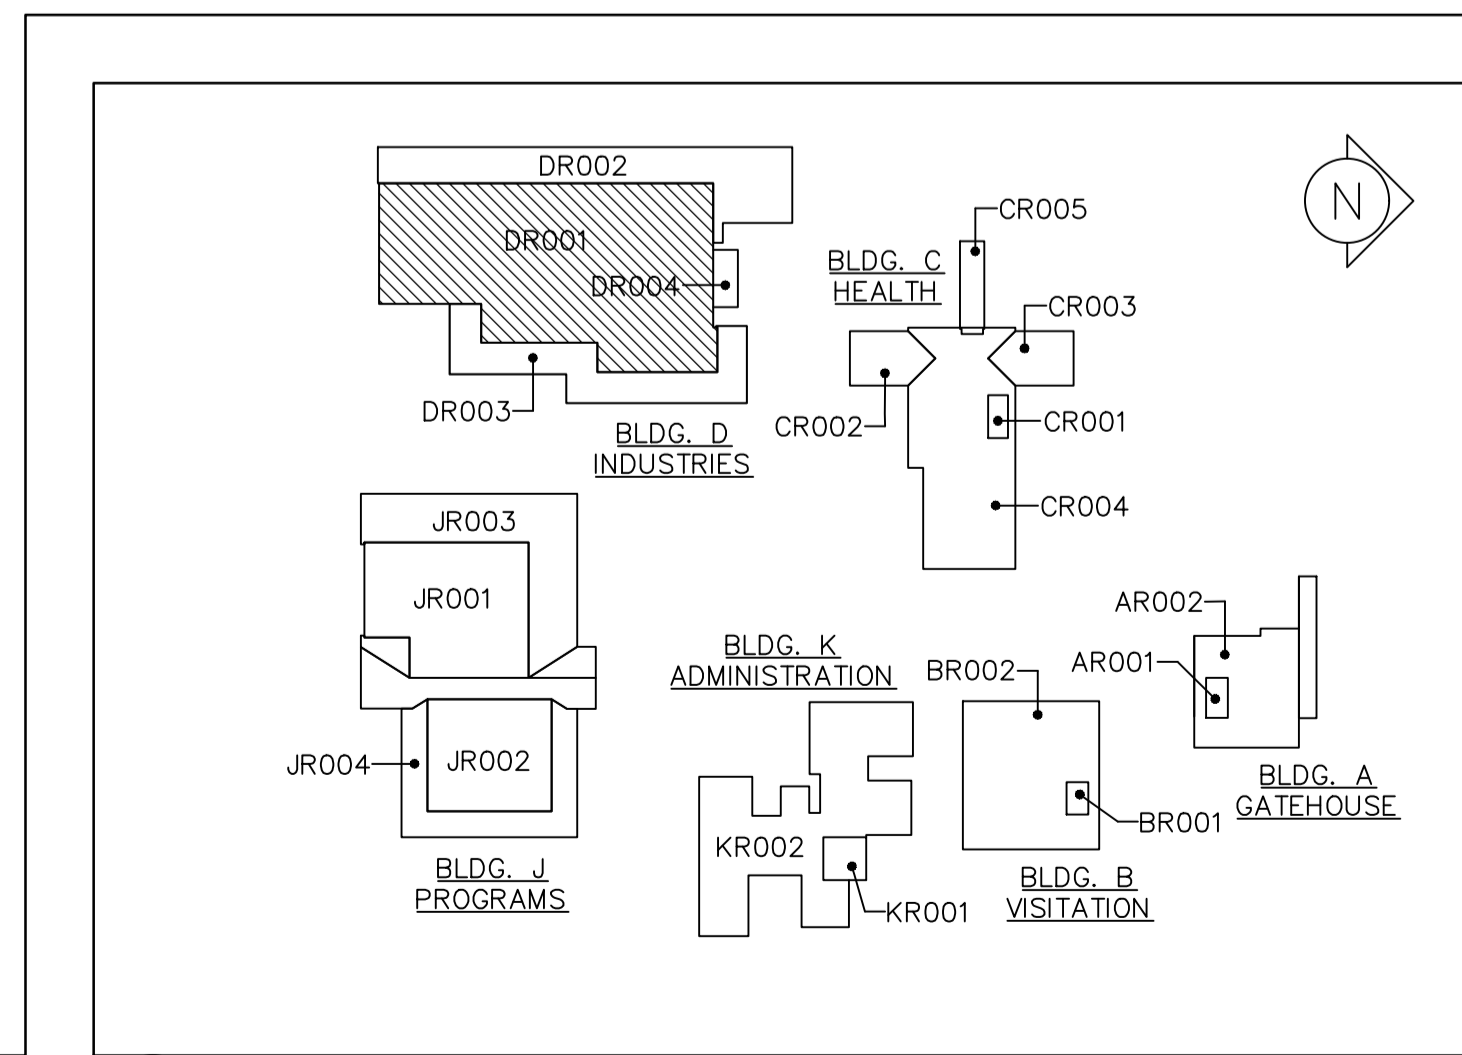 DR002
DR001
DR004
DR003
BLDG. D
INDUSTRIES
N
CR005
BLDG. C
HEALTH
CR003
CR002
CR001
CR004
JR003
JR001
JR004
JR002
BLDG. J
PROGRAMS
BLDG. K
ADMINISTRATION
KR002
KR001
BR002
BR001
BLDG. B
VISITATION
AR002
AR001
BLDG. A
GATEHOUSE